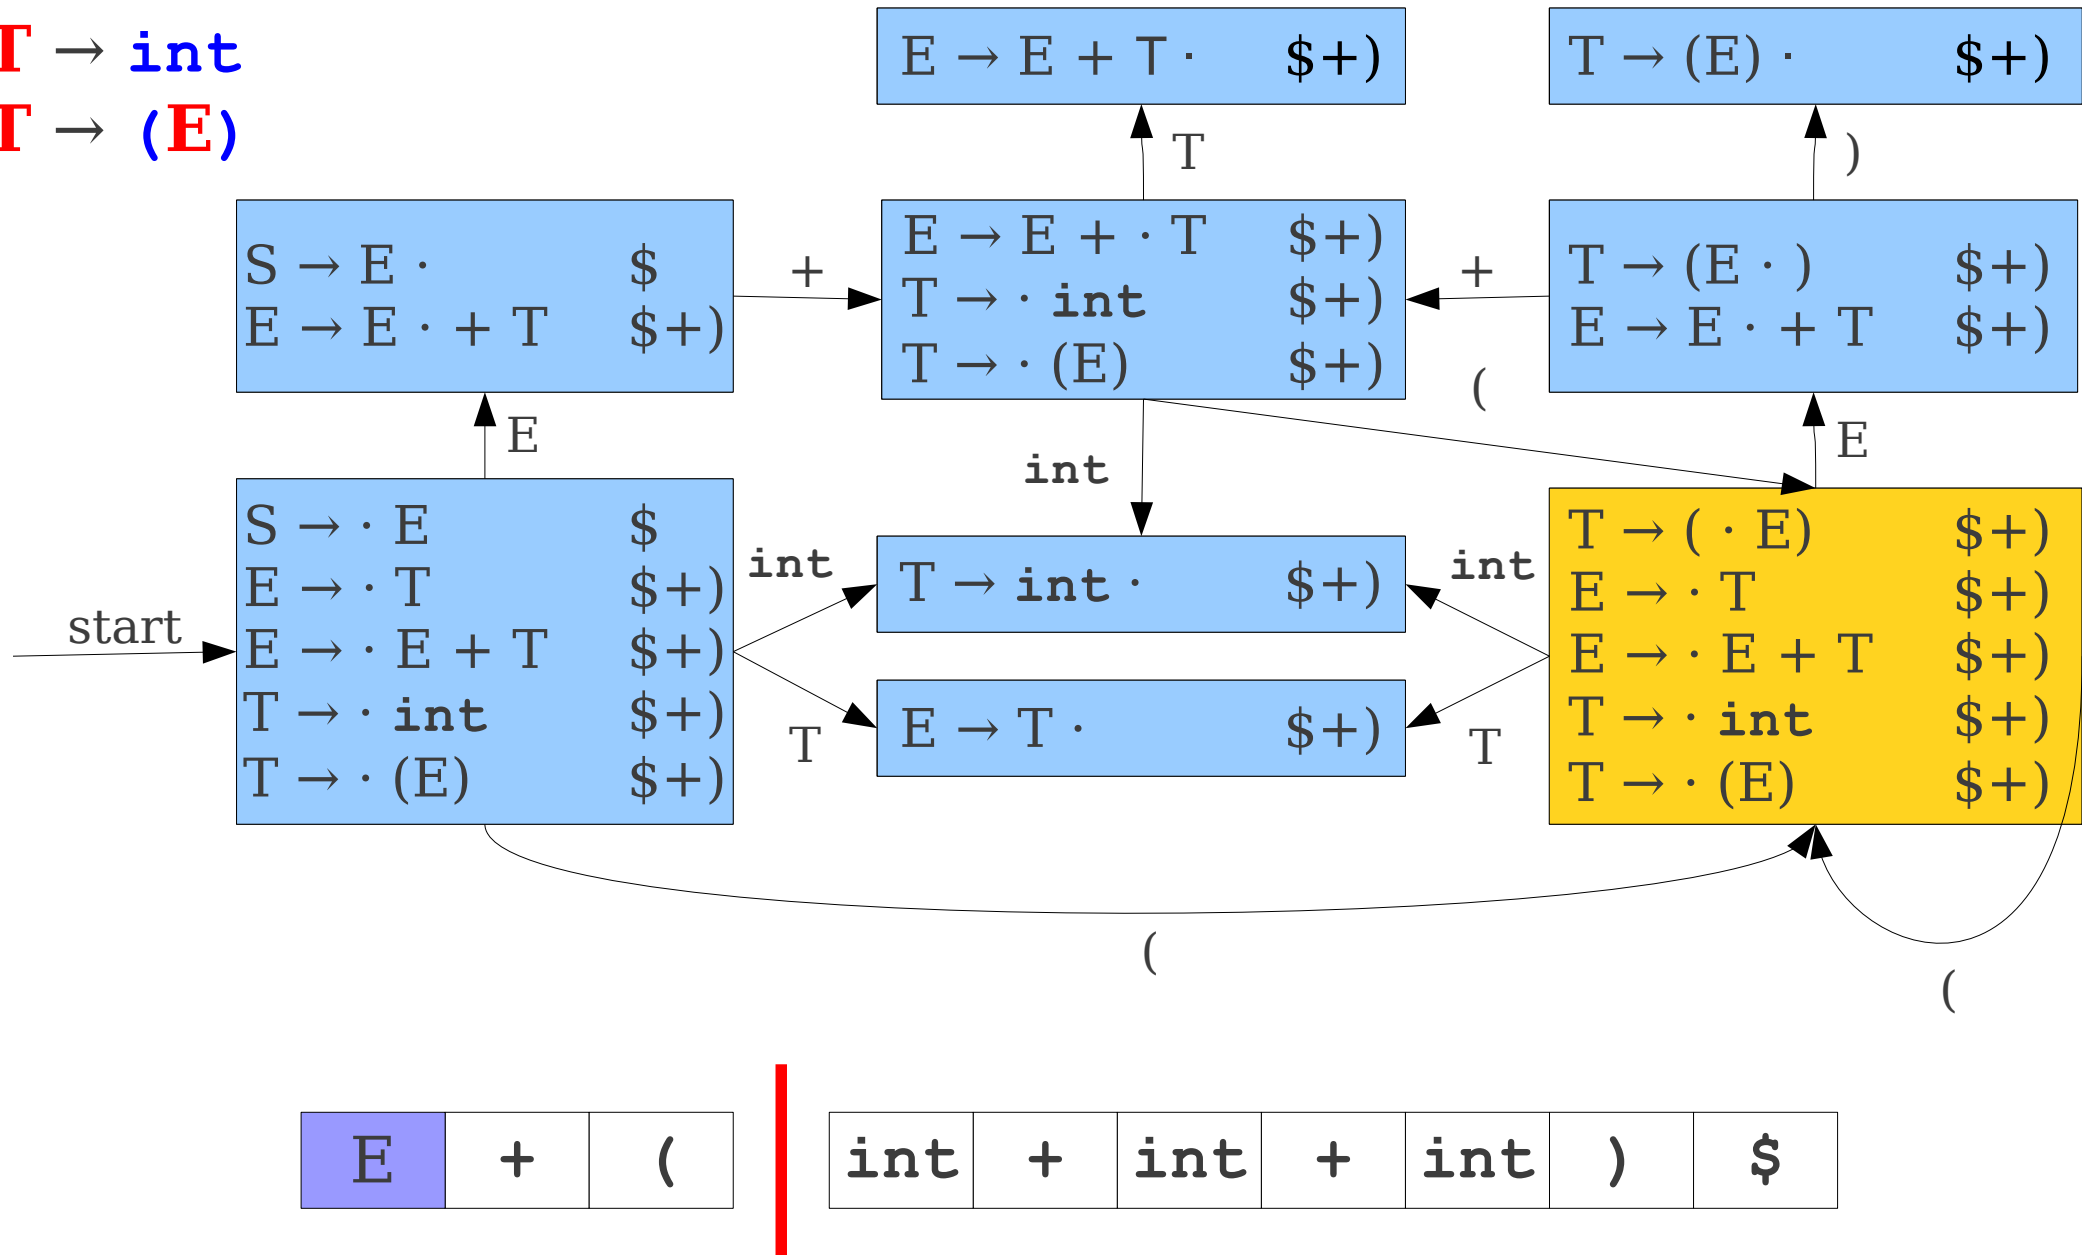 T → int
T → (E)
E → E + T · $+)
T → (E) · $+)
T
)
S → E · $
E → E · + T $+)
+
E → E + · T $+)
T → · int $+)
T → · (E) $+)
+
T → (E · ) $+)
E → E · + T $+)
(
E
int
E
start
S → · E $
E → · T $+)
E → · E + T $+)
T → · int $+)
T → · (E) $+)
int
T
T → int · $+)
E → T · $+)
int
T
T → ( · E) $+)
E → · T $+)
E → · E + T $+)
T → · int $+)
T → · (E) $+)
(
(
E + ( int + int + int ) $